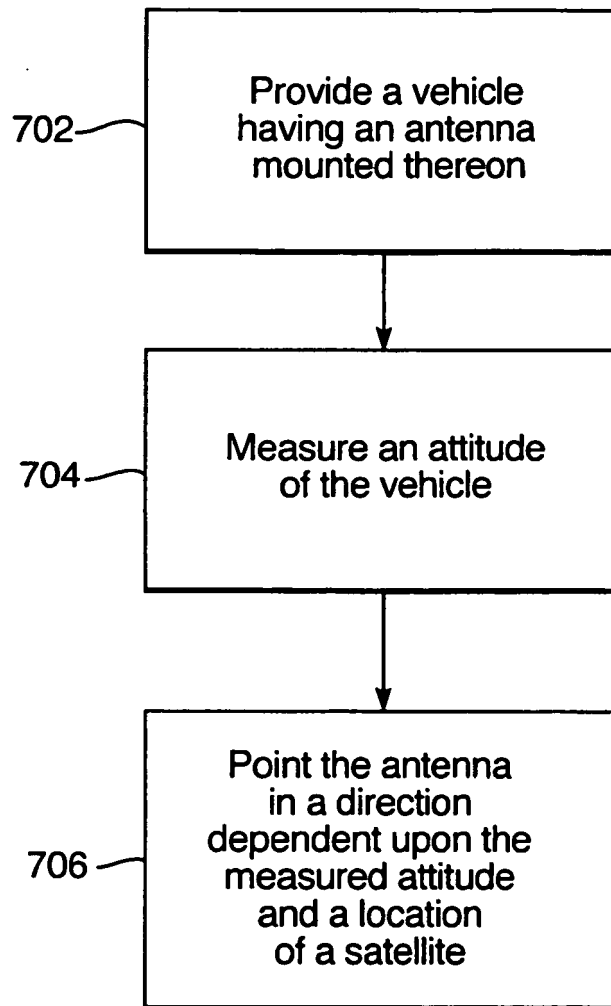 702
Provide a vehicle
having an antenna
mounted thereon
704
Measure an attitude
of the vehicle
706
Point the antenna
in a direction
dependent upon the
measured attitude
and a location
of a satellite